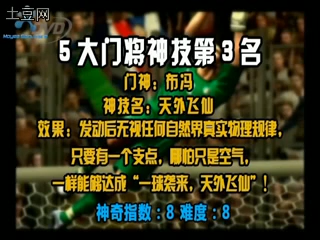 土豆网
5大门将神技第3名
门神：布冯
神技名：天外飞仙
效果：发动后无视任何自然界真实物理规律，
只要有一个支点，哪怕只是空气，
一样能够达成“一球袭来，天外飞仙”！
神奇指数：8 难度：8